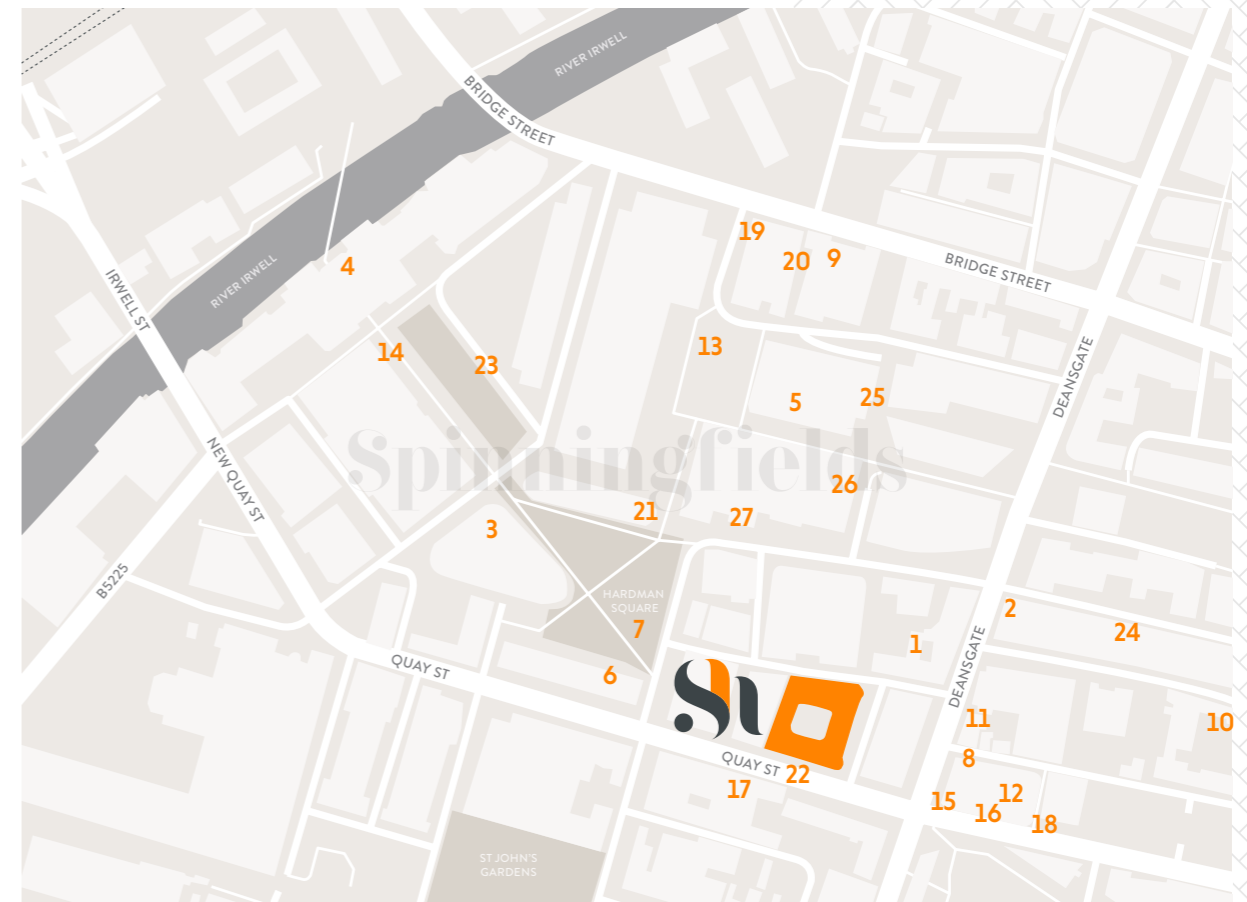 RIVER IRWELL
BRIDGE STREET
19
20
9
4
RIVER IRWELL
BRIDGE STREET
IRWELL ST
14
23
13
DEANSGATE
5
25
Spinningfields
NEW QUAY ST
26
21
27
3
B5225
HARDMAN
SQUARE
7
2
24
1
QUAY ST
6
DEANSGATE
11
10
QUAY ST
22
8
17
15
12
16
18
ST JOHN'S
GARDENS